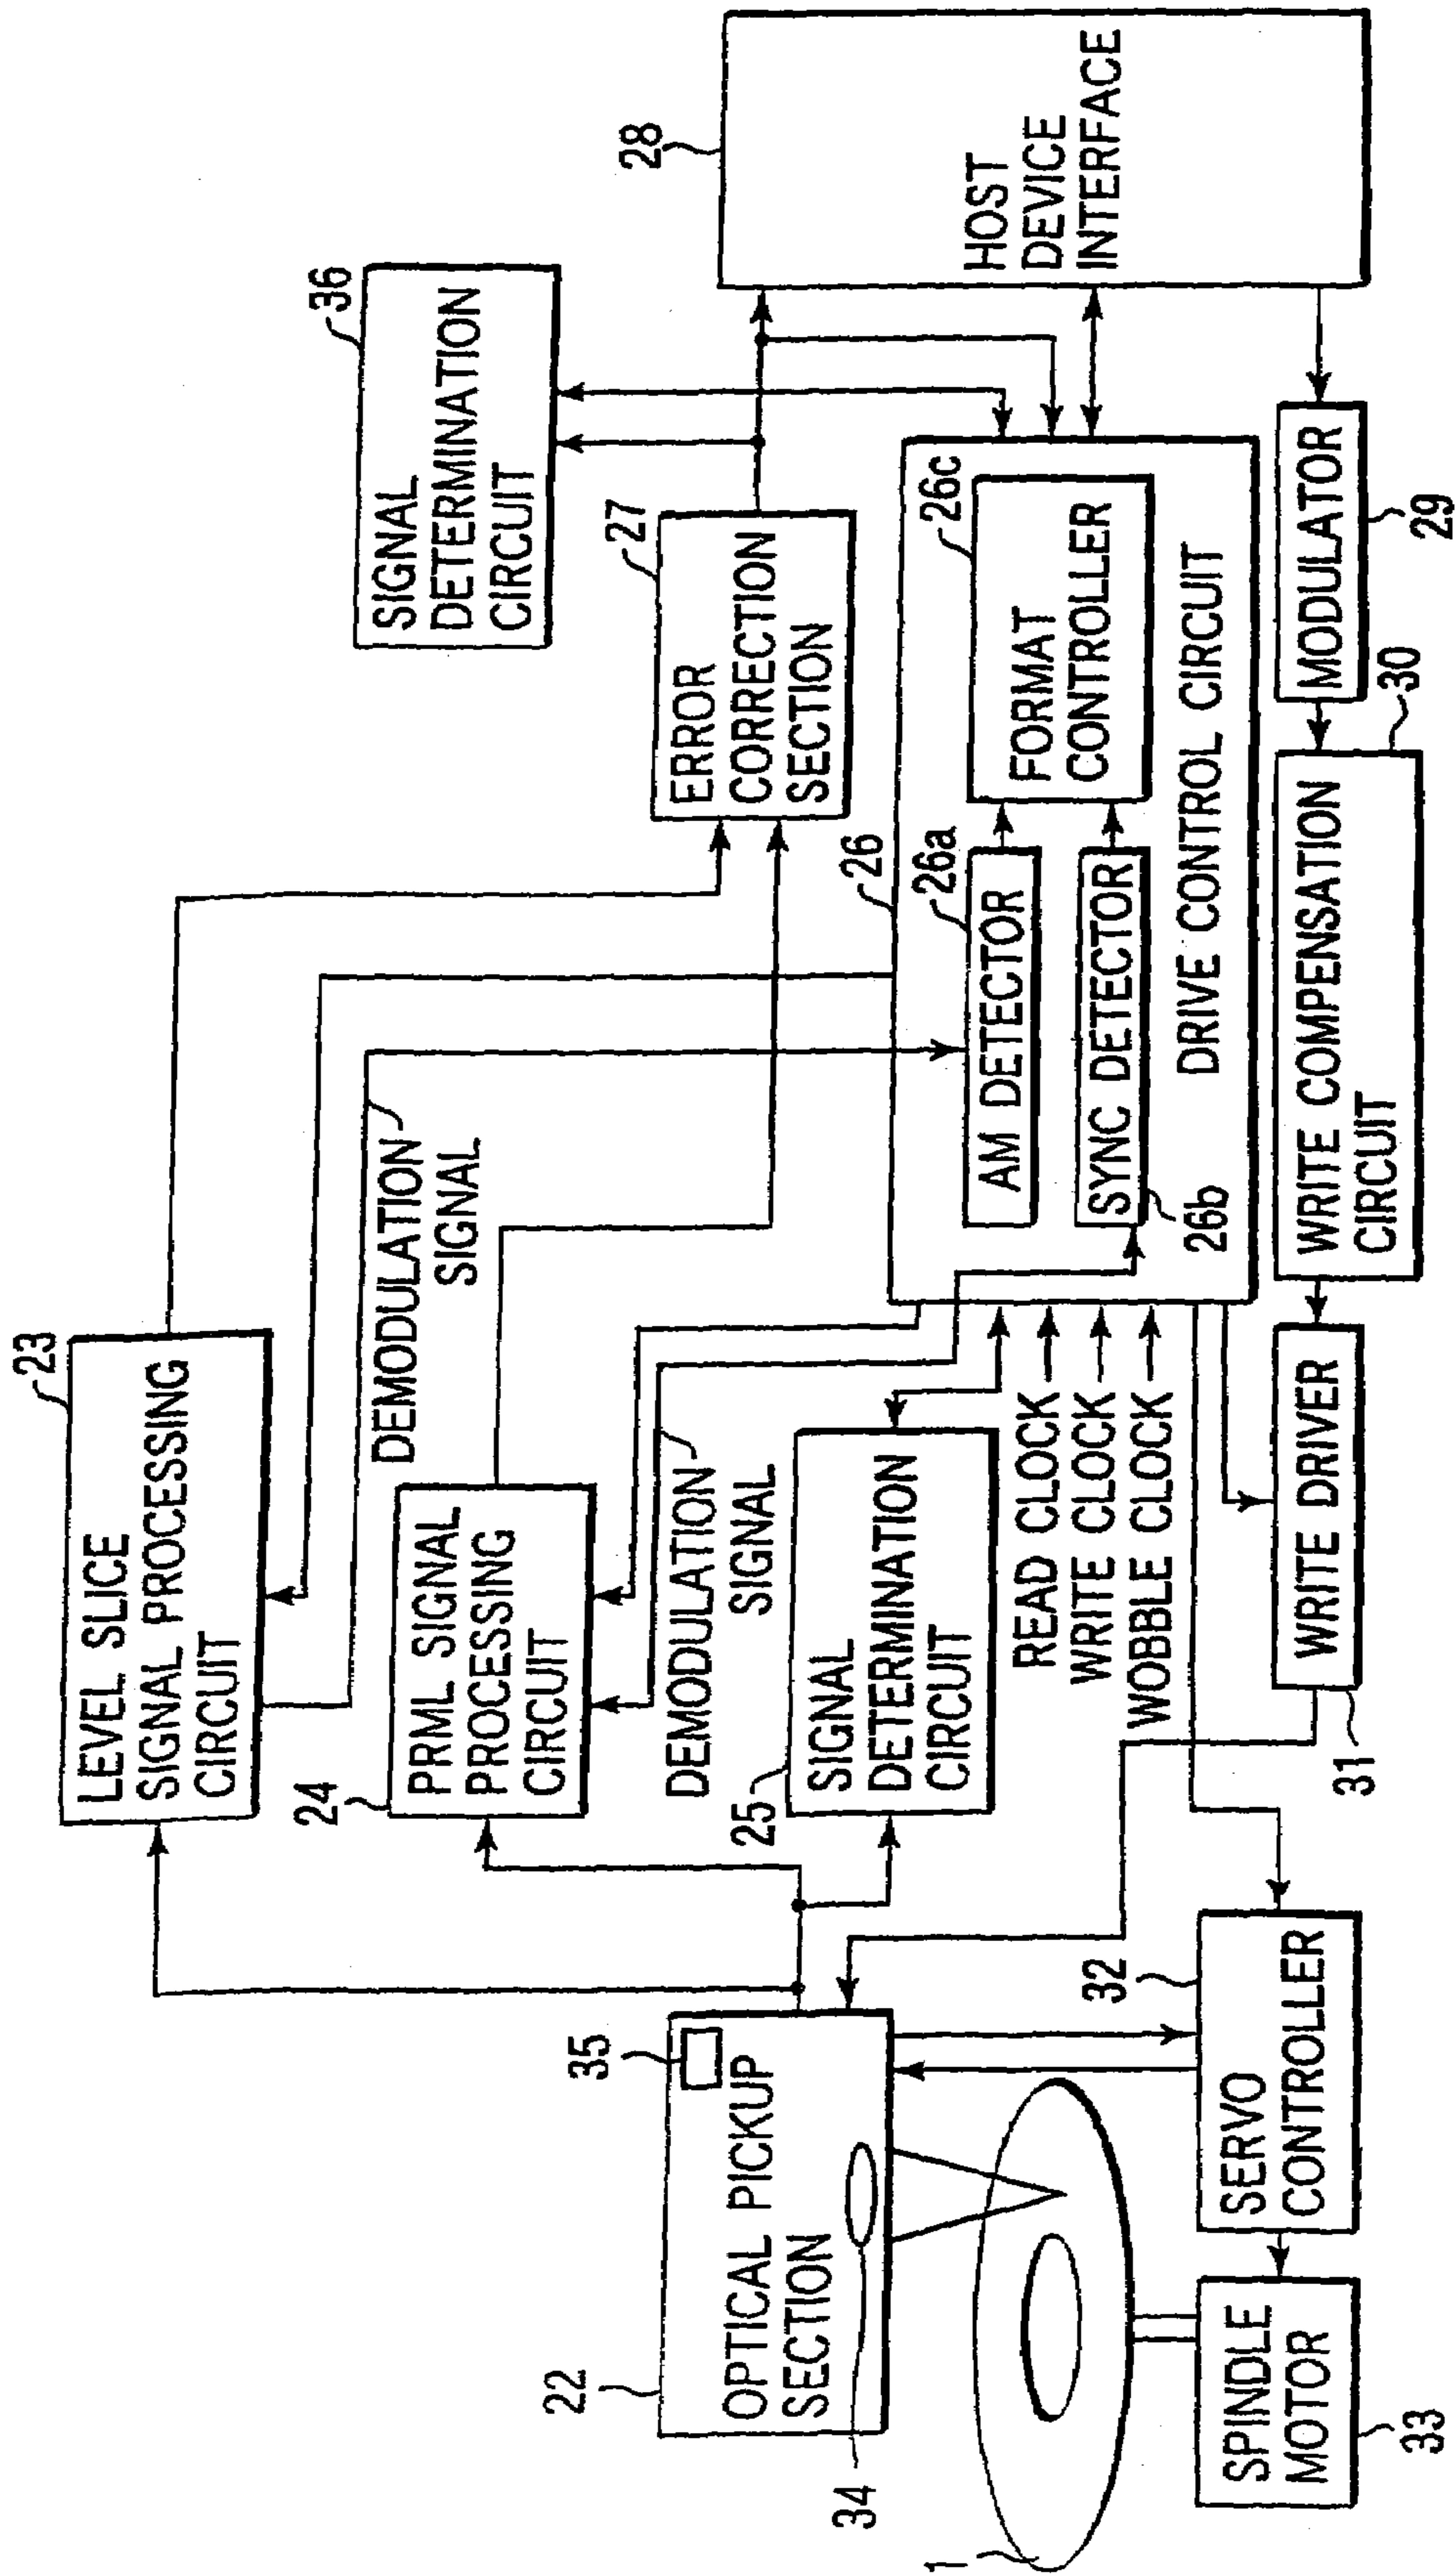 23
LEVEL SLICE
SIGNAL PROCESSING
CIRCUIT
36
SIGNAL
DETERMINATION
CIRCUIT
DEMODULATION
SIGNAL
24
PRML SIGNAL
PROCESSING
CIRCUIT
27
ERROR
CORRECTION
SECTION
28
HOST
DEVICE
INTERFACE
35
22
OPTICAL PICKUP
SECTION
34
DEMODULATION
SIGNAL
25
SIGNAL
DETERMINATION
CIRCUIT
READ CLOCK
WRITE CLOCK
WOBBLE CLOCK
26
26a
AM DETECTOR
SYNC DETECTOR
26b
26c
FORMAT
CONTROLLER
DRIVE CONTROL CIRCUIT
1
32
SERVO
CONTROLLER
SPINDLE
MOTOR
33
WRITE DRIVER
31
WRITE COMPENSATION
CIRCUIT
30
MODULATOR
29